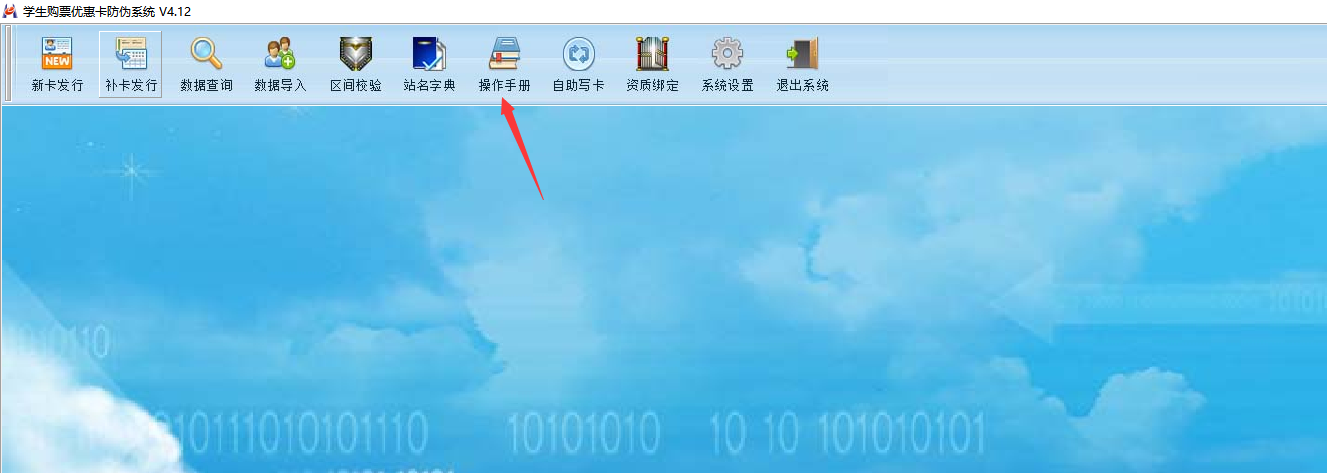 学生购票优惠卡防伪系统 V4.12
NEW
新卡发行 补卡发行 数据查询 数据导入 区间校验 站名字典 操作手册 自助写卡 资质绑定 系统设置 退出系统
10101010 10 10 101010101